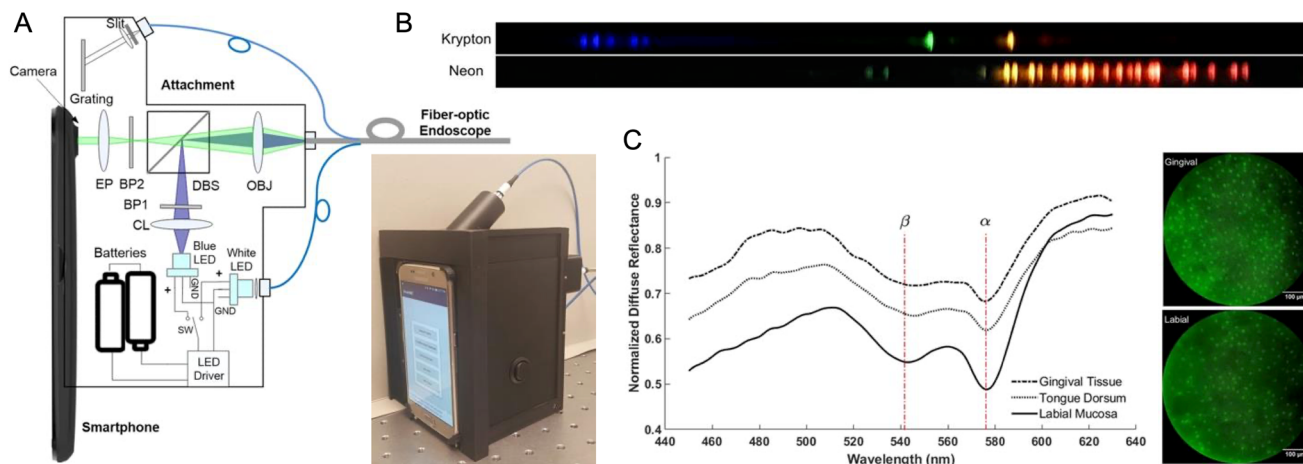 A
Slit
Camera
Grating
Attachment
Fiber-optic
Endoscope
EP
BP2
DBS
OBJ
BP1
CL
Batteries
Blue
LED
White
LED
+
GND
+
GND
SW
LED
Driver
Smartphone
B
Krypton
Neon
C
Normalized Diffuse Reflectance
1
0.9
0.8
0.7
0.6
0.5
0.4
β
α
Gingival Tissue
Tongue Dorsum
Labial Mucosa
440 460 480 500 520 540 560 580 600 620 640
Wavelength (nm)
Gingival
100 µm
Labial
100 µm